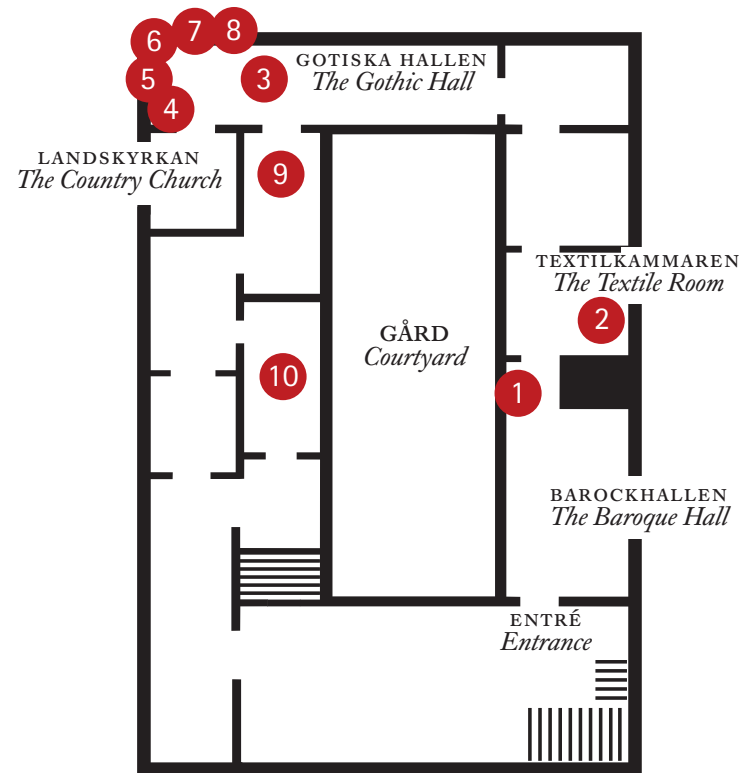 7
8
6
GOTISKA HALLEN
The Gothic Hall
5
3
4
LANDSKYRKAN
The Country Church
9
TEXTILKAMMAREN
The Textile Room
2
GÅRD
Courtyard
10
1
BAROCKHALLEN
The Baroque Hall
ENTRÉ
Entrance